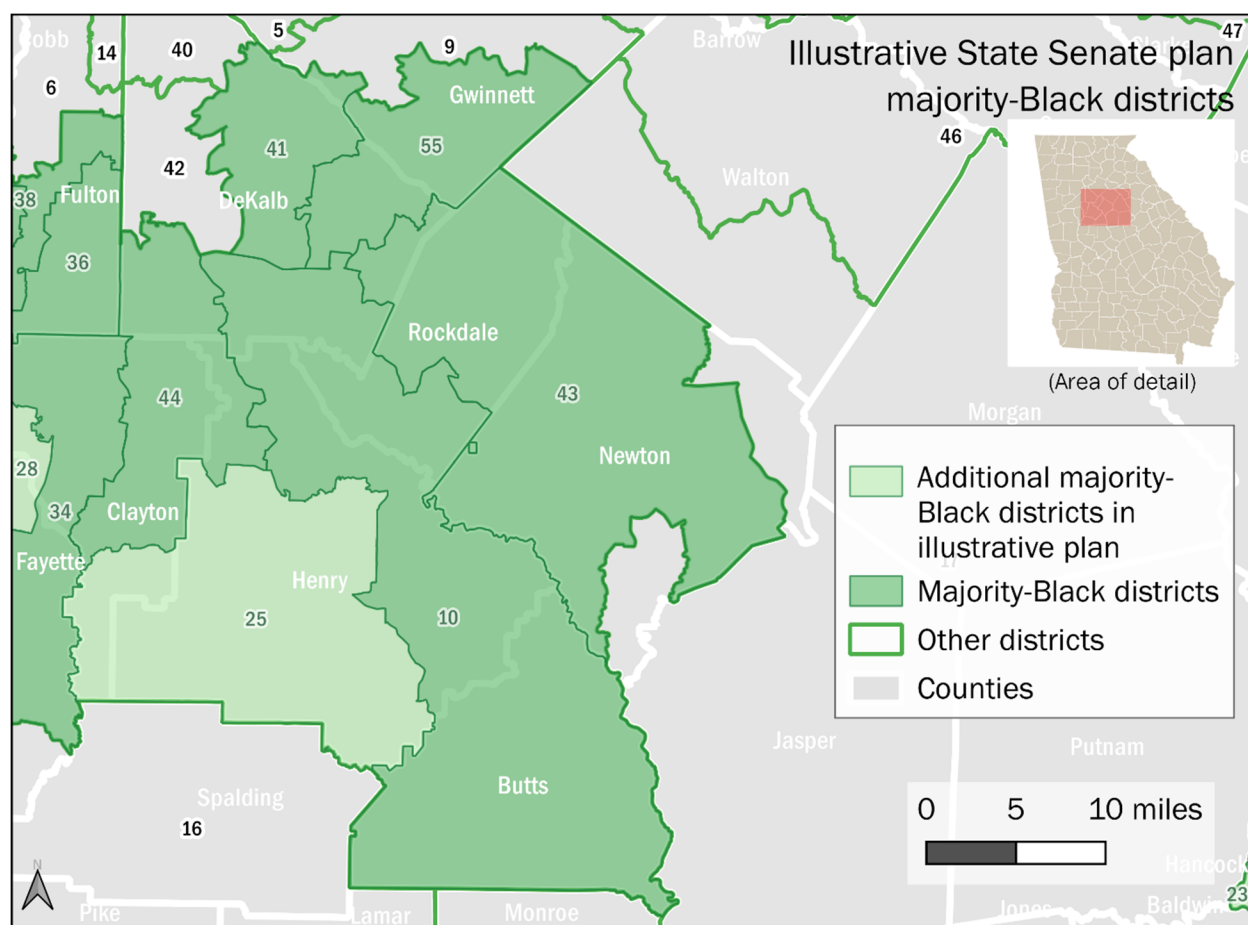 Illustrative State Senate plan
majority-Black districts
(Area of detail)
Additional majority-
Black districts in
illustrative plan
Majority-Black districts
Other districts
Counties
0 5 10 miles
N
5
47
14
40
9
Barrow
6
Gwinnett
46
41
55
42
Walton
38
Fulton
DeKalb
36
Rockdale
43
44
Morgan
Newton
28
34
Clayton
Fayette
17
Henry
25
10
Jasper
Putnam
Butts
Spalding
16
Hancock
23
Pike
Lamar
Monroe
Jones